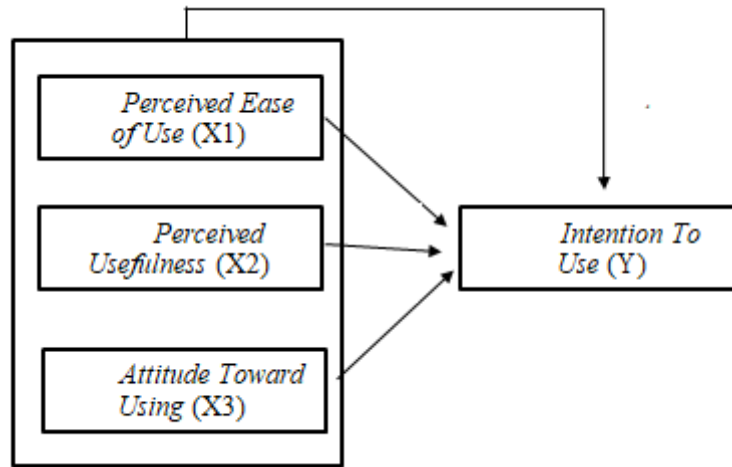 Perceived Ease
of Use (X1)
Perceived
Usefulness (X2)
Intention To
Use (Y)
Attitude Toward
Using (X3)